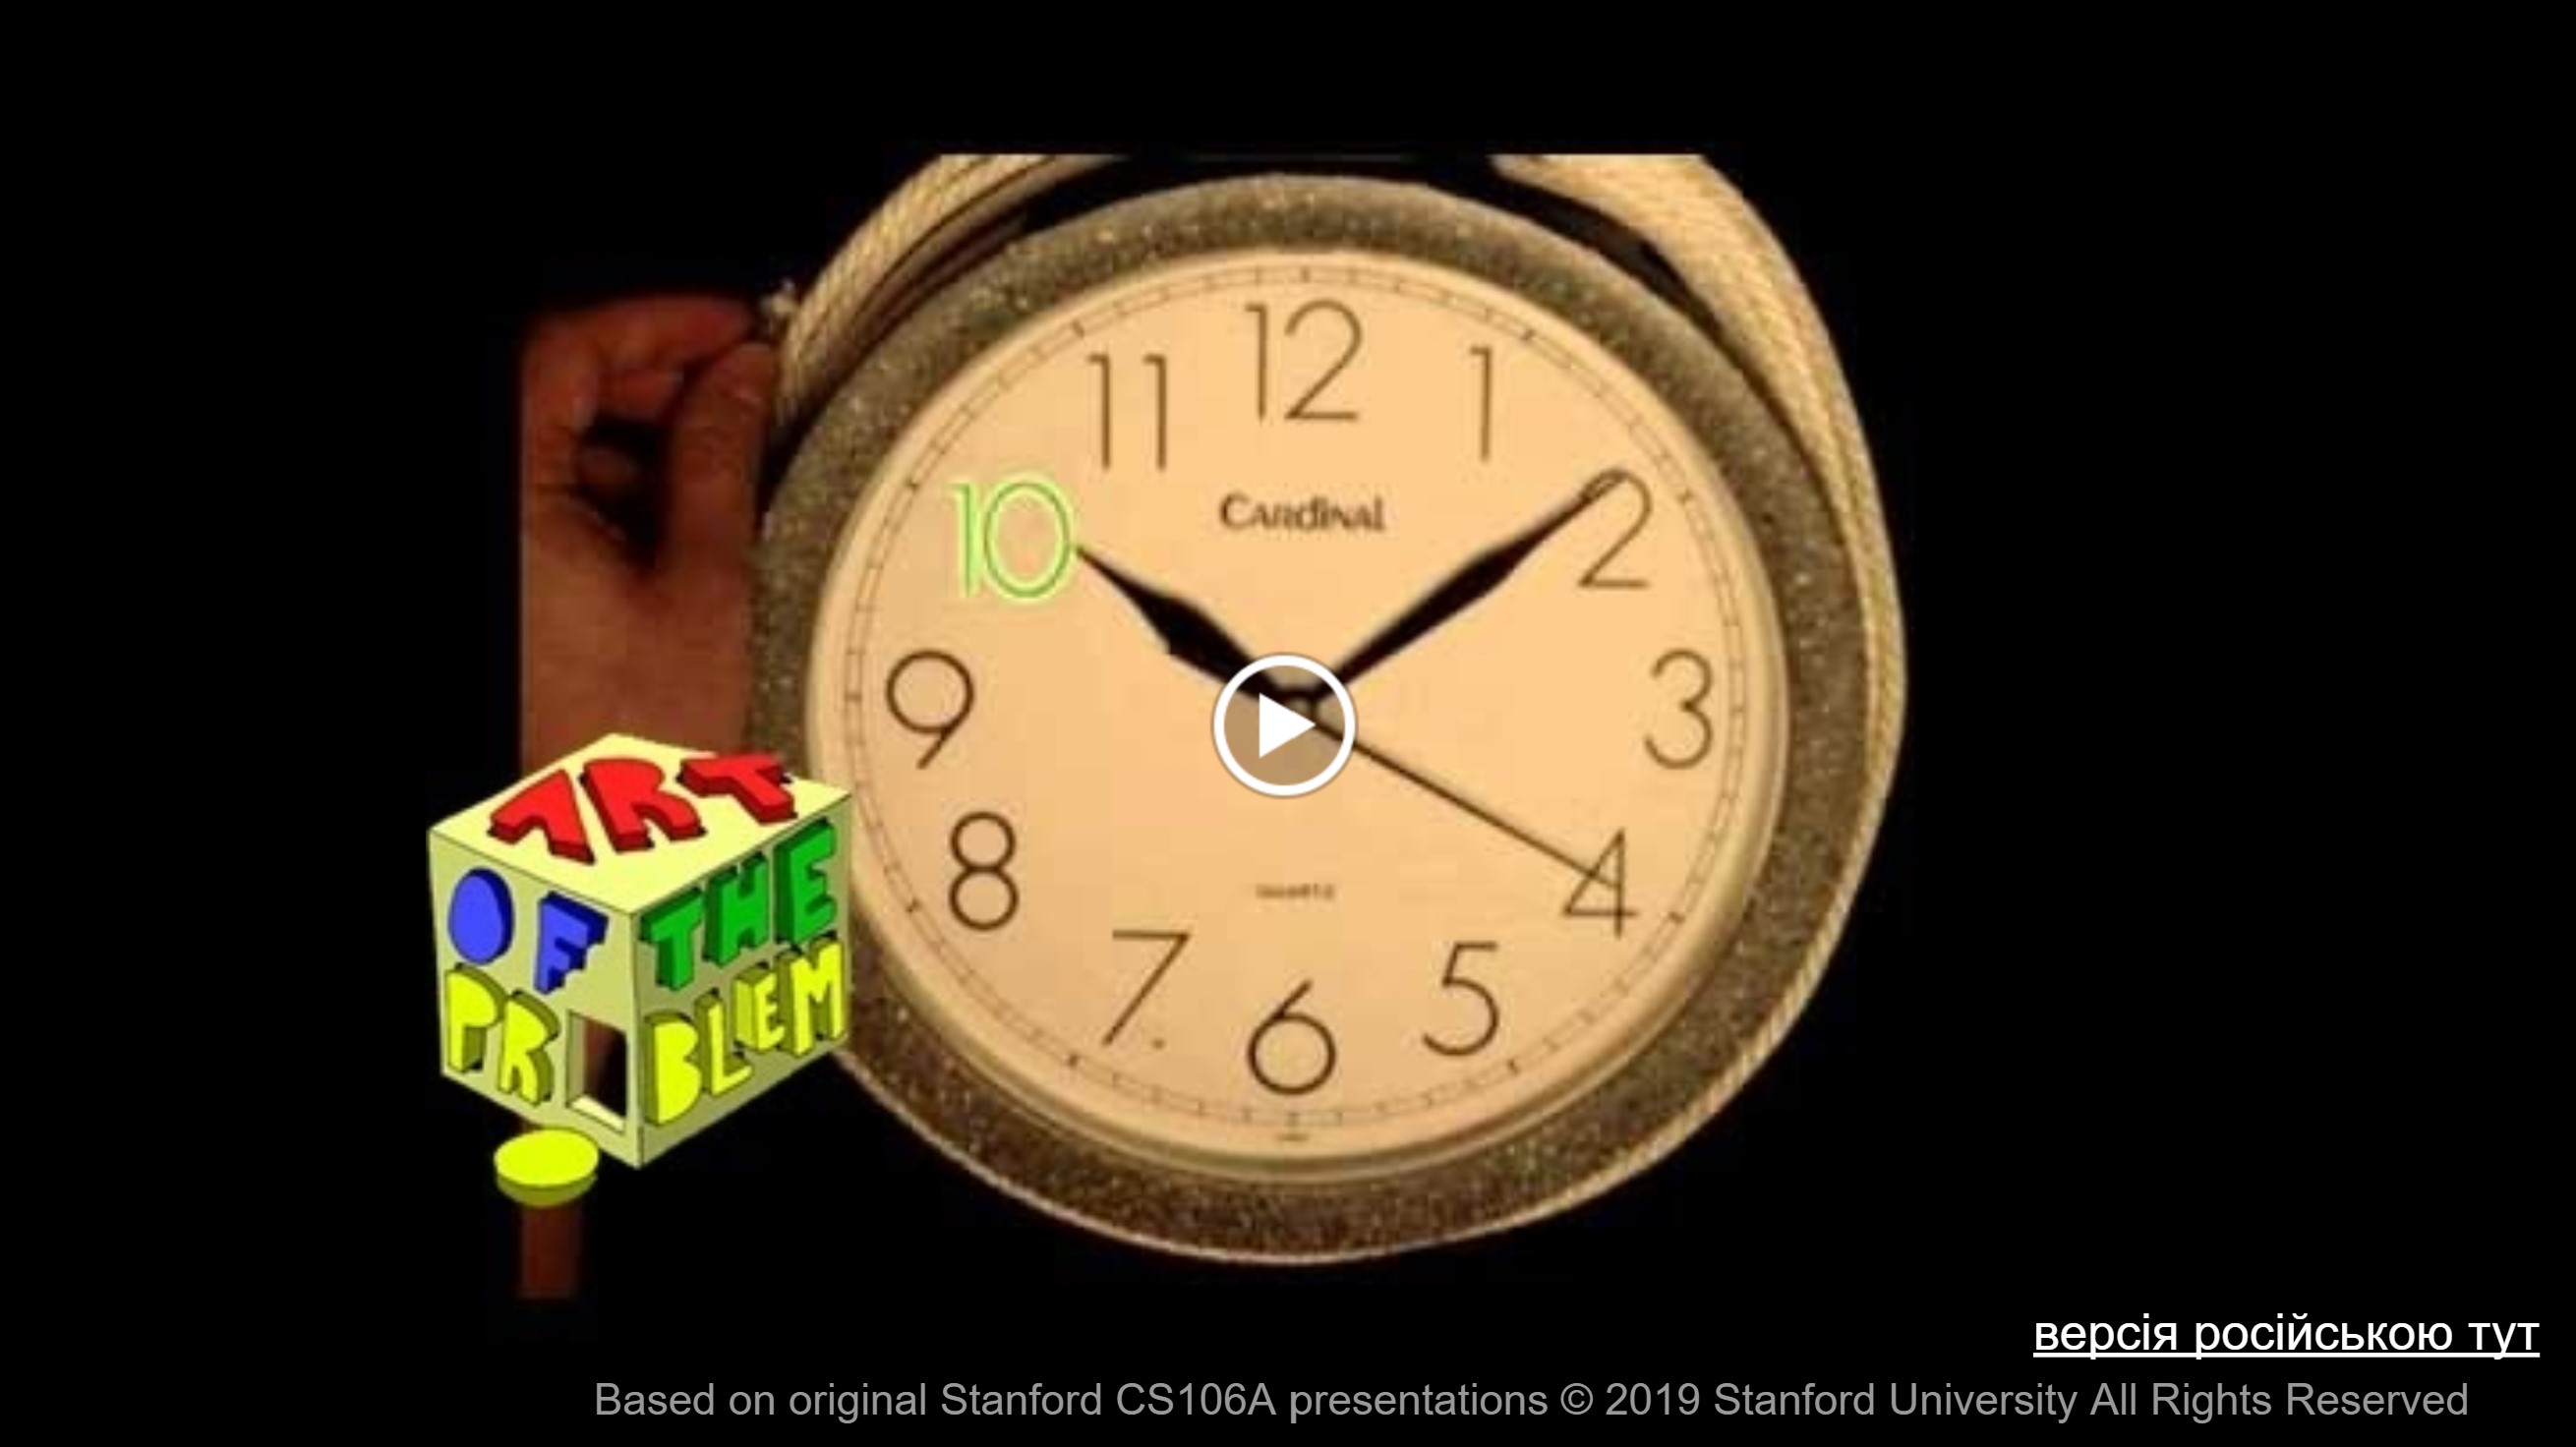 12
11
1
10
Cardinal
2
9
3
8
4
QUARTZ
7
5
6
ART
OF THE
PR BLEM
версія російською тут
Based on original Stanford CS106A presentations © 2019 Stanford University All Rights Reserved